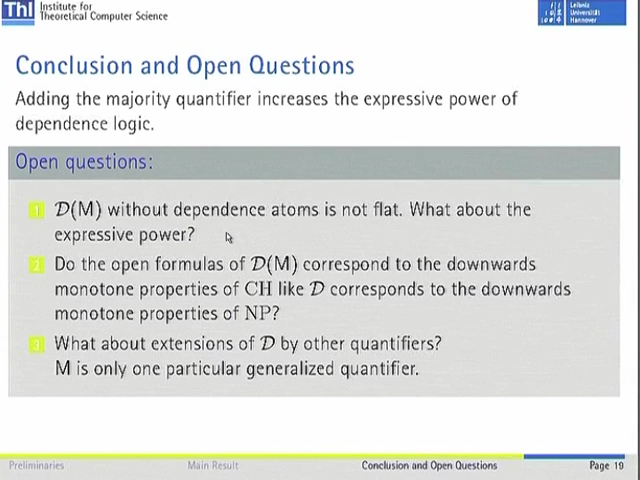 ThI Institute for
Theoretical Computer Science
Leibniz
Universität
Hannover
Conclusion and Open Questions
Adding the majority quantifier increases the expressive power of
dependence logic.
Open questions:
1 𝒟(M) without dependence atoms is not flat. What about the
expressive power?
2 Do the open formulas of 𝒟(M) correspond to the downwards
monotone properties of CH like 𝒟 corresponds to the downwards
monotone properties of NP?
3 What about extensions of 𝒟 by other quantifiers?
M is only one particular generalized quantifier.
Preliminaries Main Result Conclusion and Open Questions Page 19